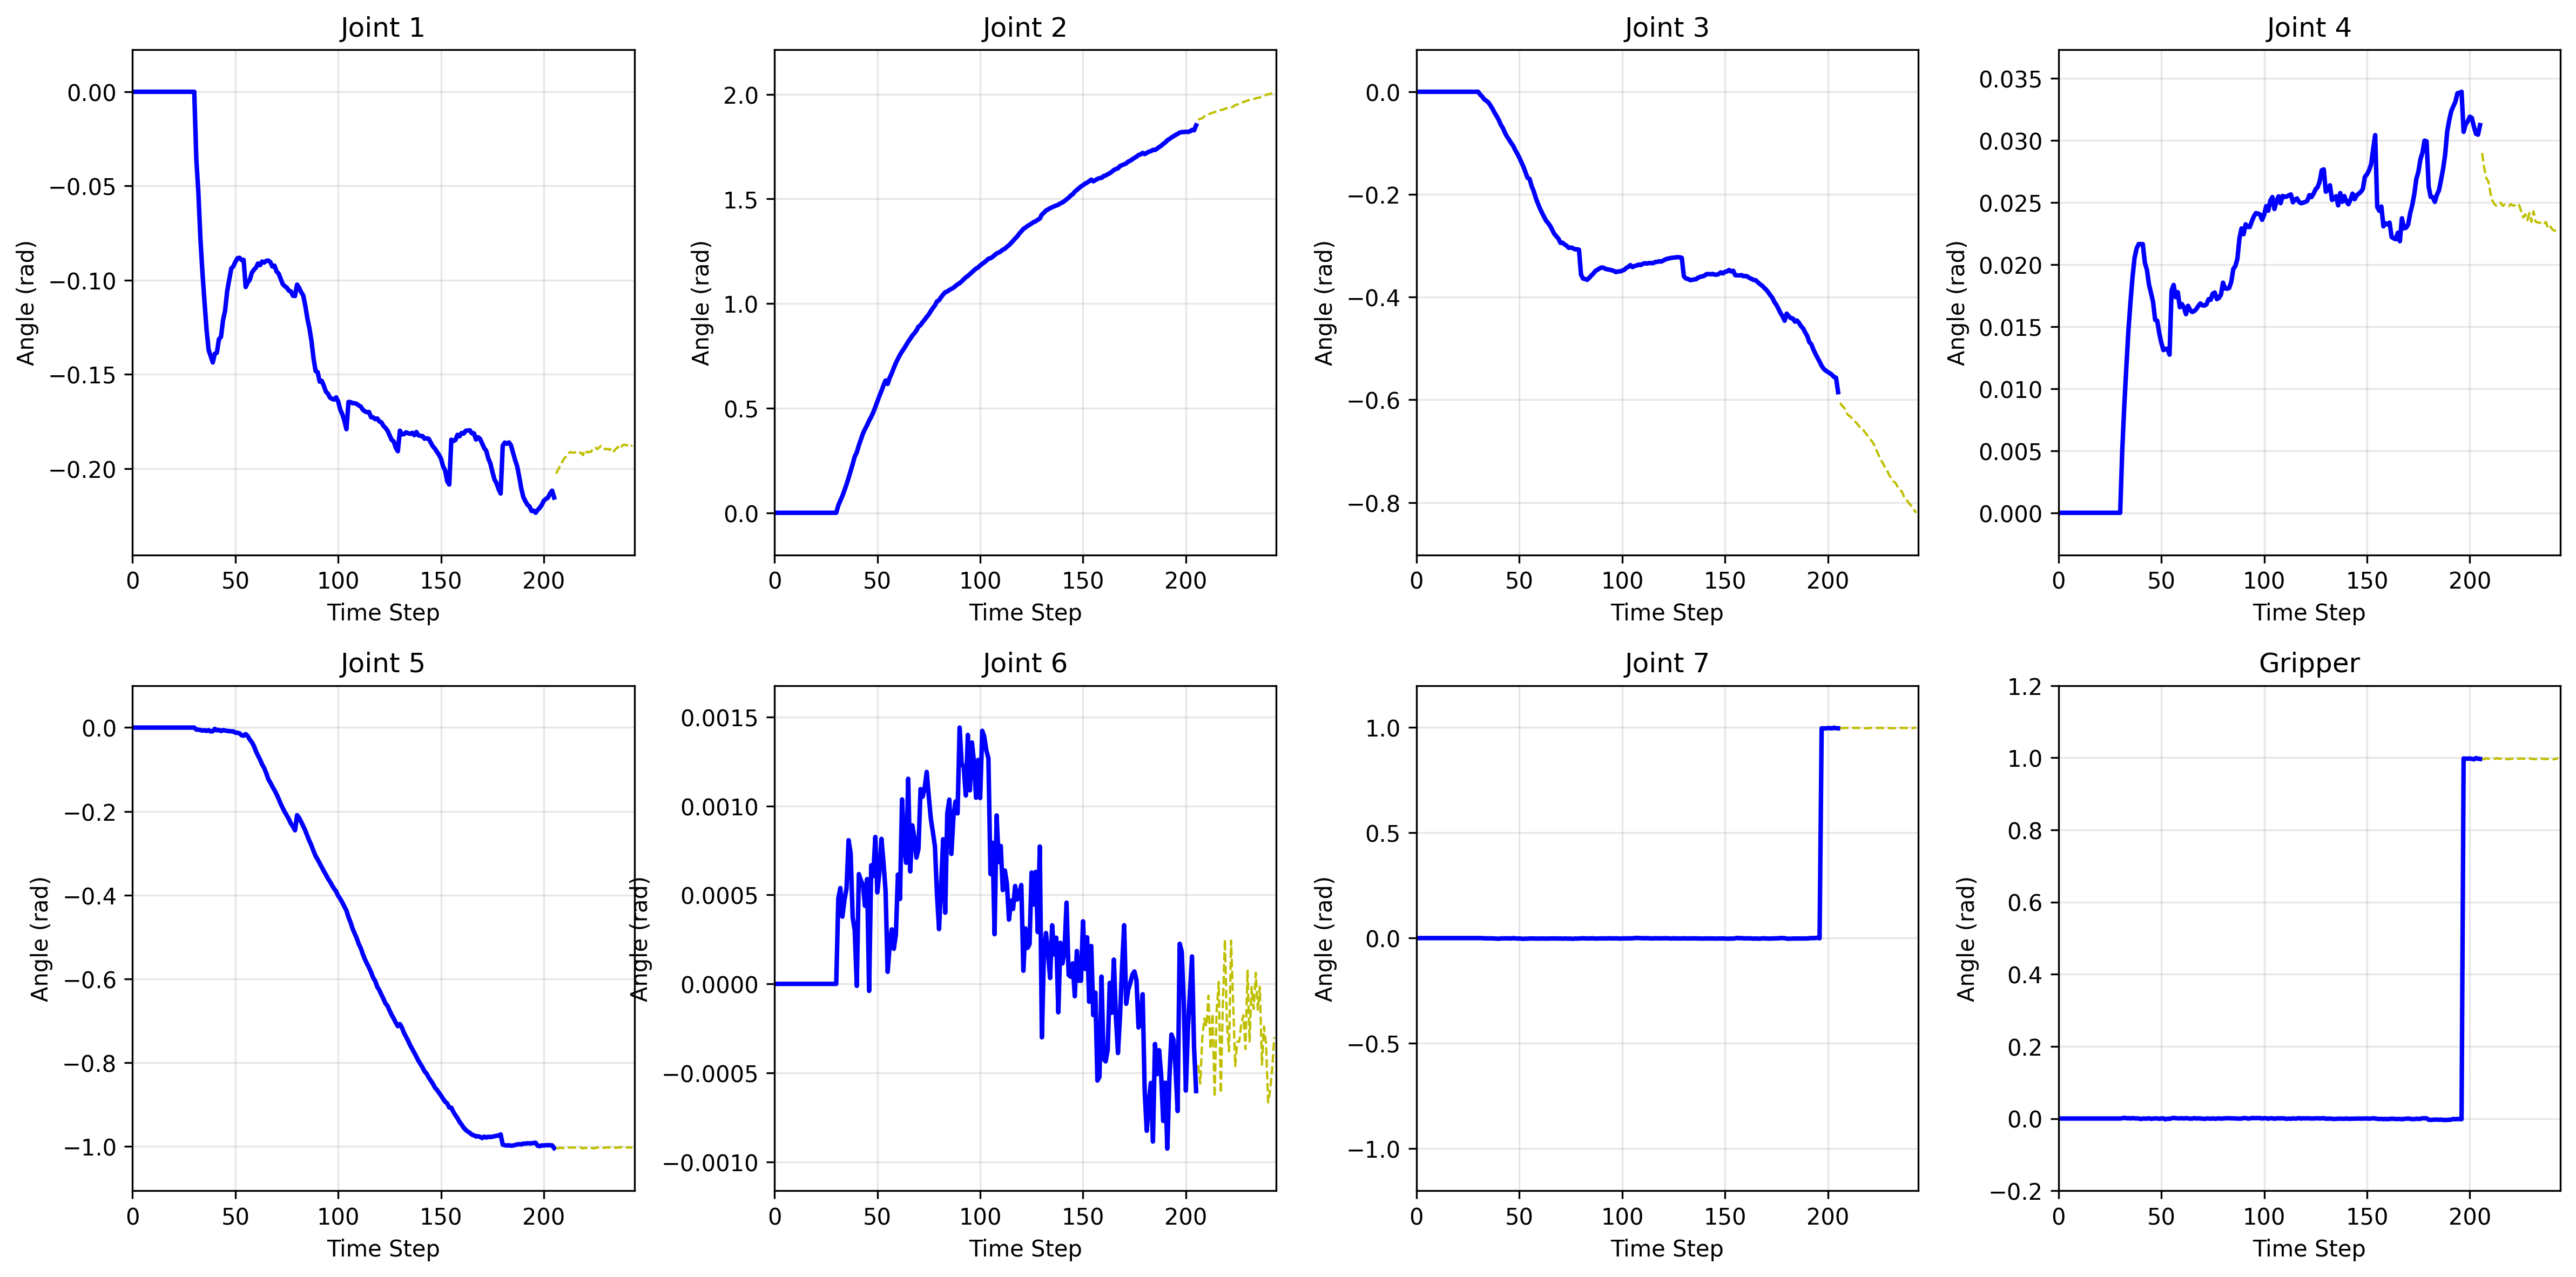 Joint 1
0.00
−0.05
−0.10
−0.15
−0.20
Angle (rad)
0 50 100 150 200
Time Step
Joint 2
2.0
1.5
1.0
0.5
0.0
Angle (rad)
0 50 100 150 200
Time Step
Joint 3
0.0
−0.2
−0.4
−0.6
−0.8
Angle (rad)
0 50 100 150 200
Time Step
Joint 4
0.035
0.030
0.025
0.020
0.015
0.010
0.005
0.000
Angle (rad)
0 50 100 150 200
Time Step
Joint 5
0.0
−0.2
−0.4
−0.6
−0.8
−1.0
Angle (rad)
0 50 100 150 200
Time Step
Joint 6
0.0015
0.0010
0.0005
0.0000
−0.0005
−0.0010
Angle (rad)
0 50 100 150 200
Time Step
Joint 7
1.0
0.5
0.0
−0.5
−1.0
Angle (rad)
0 50 100 150 200
Time Step
Gripper
1.2
1.0
0.8
0.6
0.4
0.2
0.0
−0.2
Angle (rad)
0 50 100 150 200
Time Step